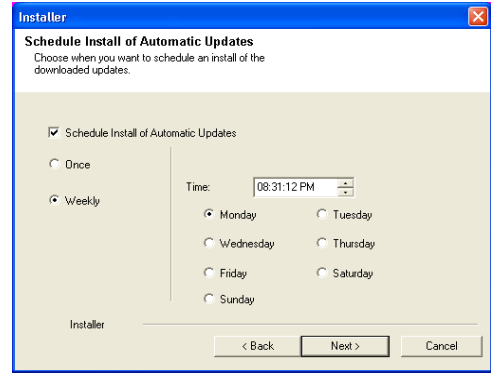 Installer
Schedule Install of Automatic Updates
Choose when you want to schedule an install of the
downloaded updates.
Schedule Install of Automatic Updates
Once
Weekly
Time: 08:31:12 PM
Monday Tuesday
Wednesday Thursday
Friday Saturday
Sunday
Installer
< Back Next > Cancel